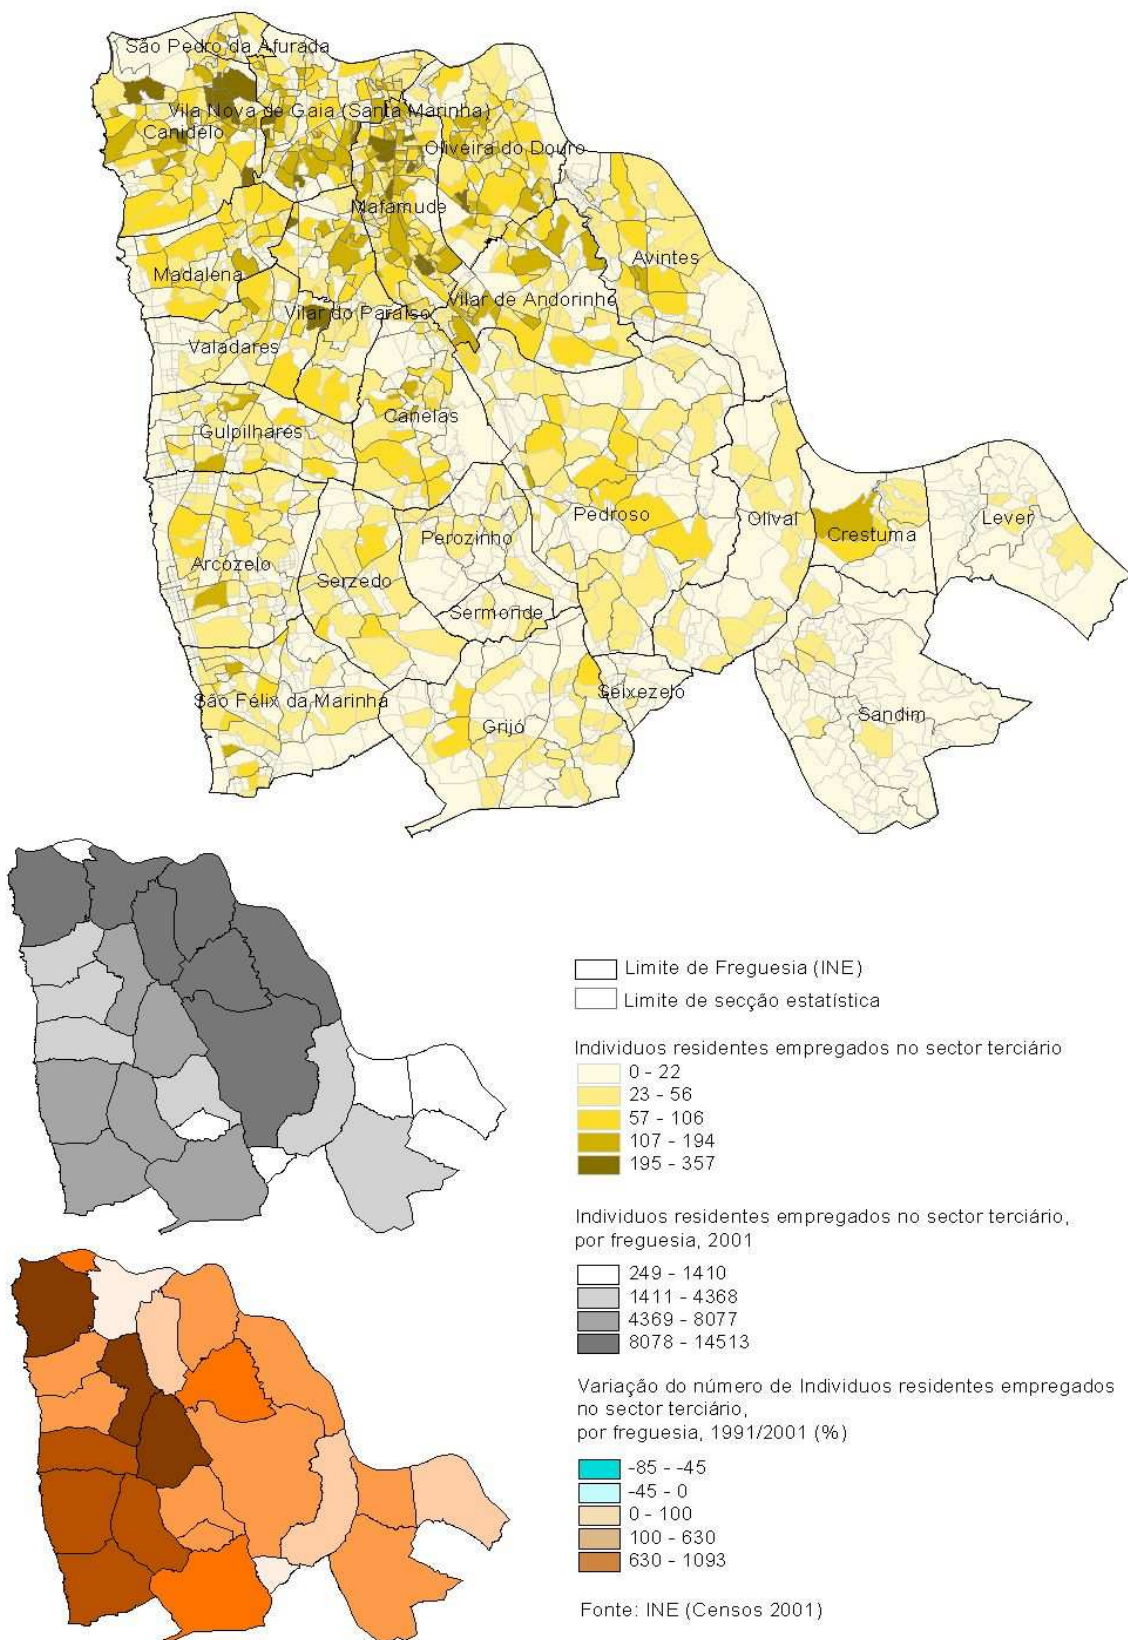 São Pedro da Afurada
Vila Nova de Gaia (Santa Marinha)
Canidelo
Oliveira do Douro
Mafamude
Avintes
Madalena
Vilar de Andorinho
Vilar do Paraíso
Valadares
Canelas
Gulpilhares
Pedroso
Olival
Lever
Crestuma
Perozinho
Arcozelo
Serzedo
Sermonde
Seixezelo
São Félix da Marinha
Sandim
Grijó
Limite de Freguesia (INE)
Limite de secção estatística
Individuos residentes empregados no sector terciário
0 - 22
23 - 56
57 - 106
107 - 194
195 - 357
Individuos residentes empregados no sector terciário,
por freguesia, 2001
249 - 1410
1411 - 4368
4369 - 8077
8078 - 14513
Variação do número de Individuos residentes empregados
no sector terciário,
por freguesia, 1991/2001 (%)
-85 - -45
-45 - 0
0 - 100
100 - 630
630 - 1093
Fonte: INE (Censos 2001)